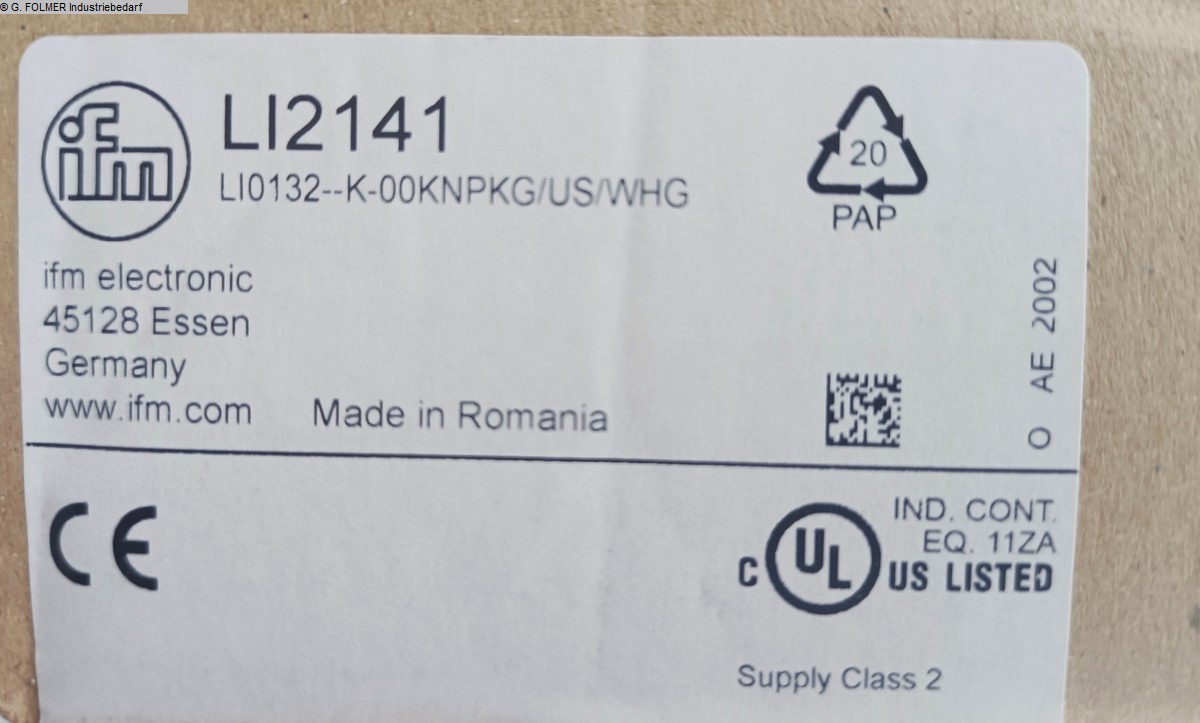 ® G. FOLMER Industriebedarf
ifm
LI2141
LI0132--K-00KNPKG/US/WHG
20
PAP
ifm electronic
45128 Essen
Germany
www.ifm.com
Made in Romania
O AE 2002
CE
C UL US LISTED
IND. CONT.
EQ. 11ZA
Supply Class 2